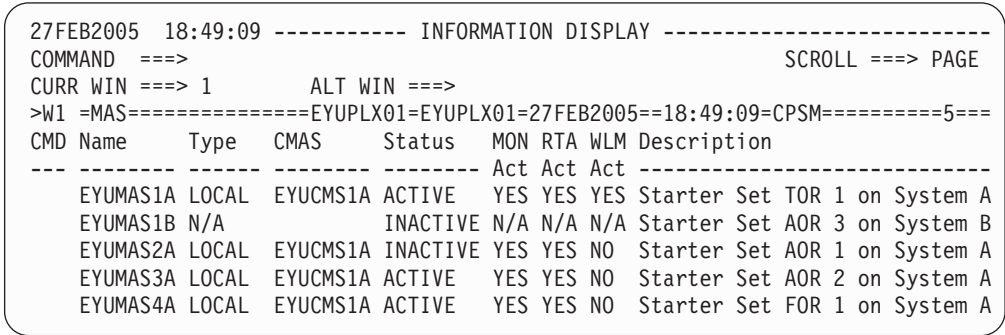 27FEB2005  18:49:09 ----------- INFORMATION DISPLAY ---------------------------
COMMAND  ===>                                                  SCROLL ===> PAGE
CURR WIN ===> 1        ALT WIN ===>
>W1 =MAS===============EYUPLX01=EYUPLX01=27FEB2005==18:49:09=CPSM==========5===
CMD Name     Type   CMAS     Status   MON RTA WLM Description
--- -------- ------ -------- -------- Act Act Act -----------------------------
    EYUMAS1A LOCAL  EYUCMS1A ACTIVE   YES YES YES Starter Set TOR 1 on System A
    EYUMAS1B N/A             INACTIVE N/A N/A N/A Starter Set AOR 3 on System B
    EYUMAS2A LOCAL  EYUCMS1A INACTIVE YES YES NO  Starter Set AOR 1 on System A
    EYUMAS3A LOCAL  EYUCMS1A ACTIVE   YES YES NO  Starter Set AOR 2 on System A
    EYUMAS4A LOCAL  EYUCMS1A ACTIVE   YES YES NO  Starter Set FOR 1 on System A